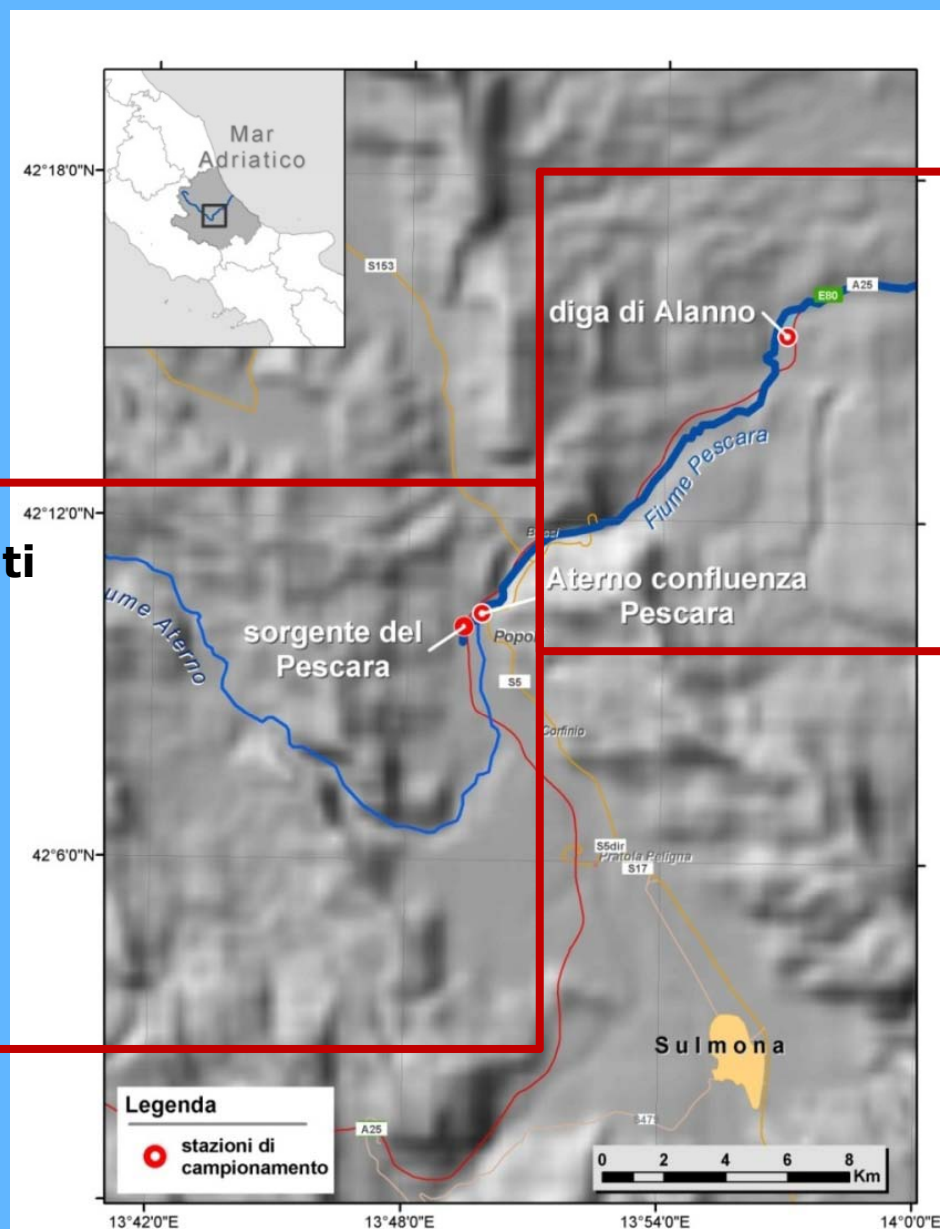 Mar
Adriatico
42°18'0"N
S153
diga di Alanno
E80
A25
Fiume Pescara
42°12'0"N
ti
Bussi
Aterno confluenza
Pescara
ume Aterno
sorgente del
Pescara
Popoli
S5
Corfinio
42°6'0"N
S5dir
Pratola Peligna
S17
Sulmona
Legenda
stazioni di
campionamento
A25
0 2 4 6 8
Km
13°42'0"E
13°48'0"E
13°54'0"E
14°0'0"E